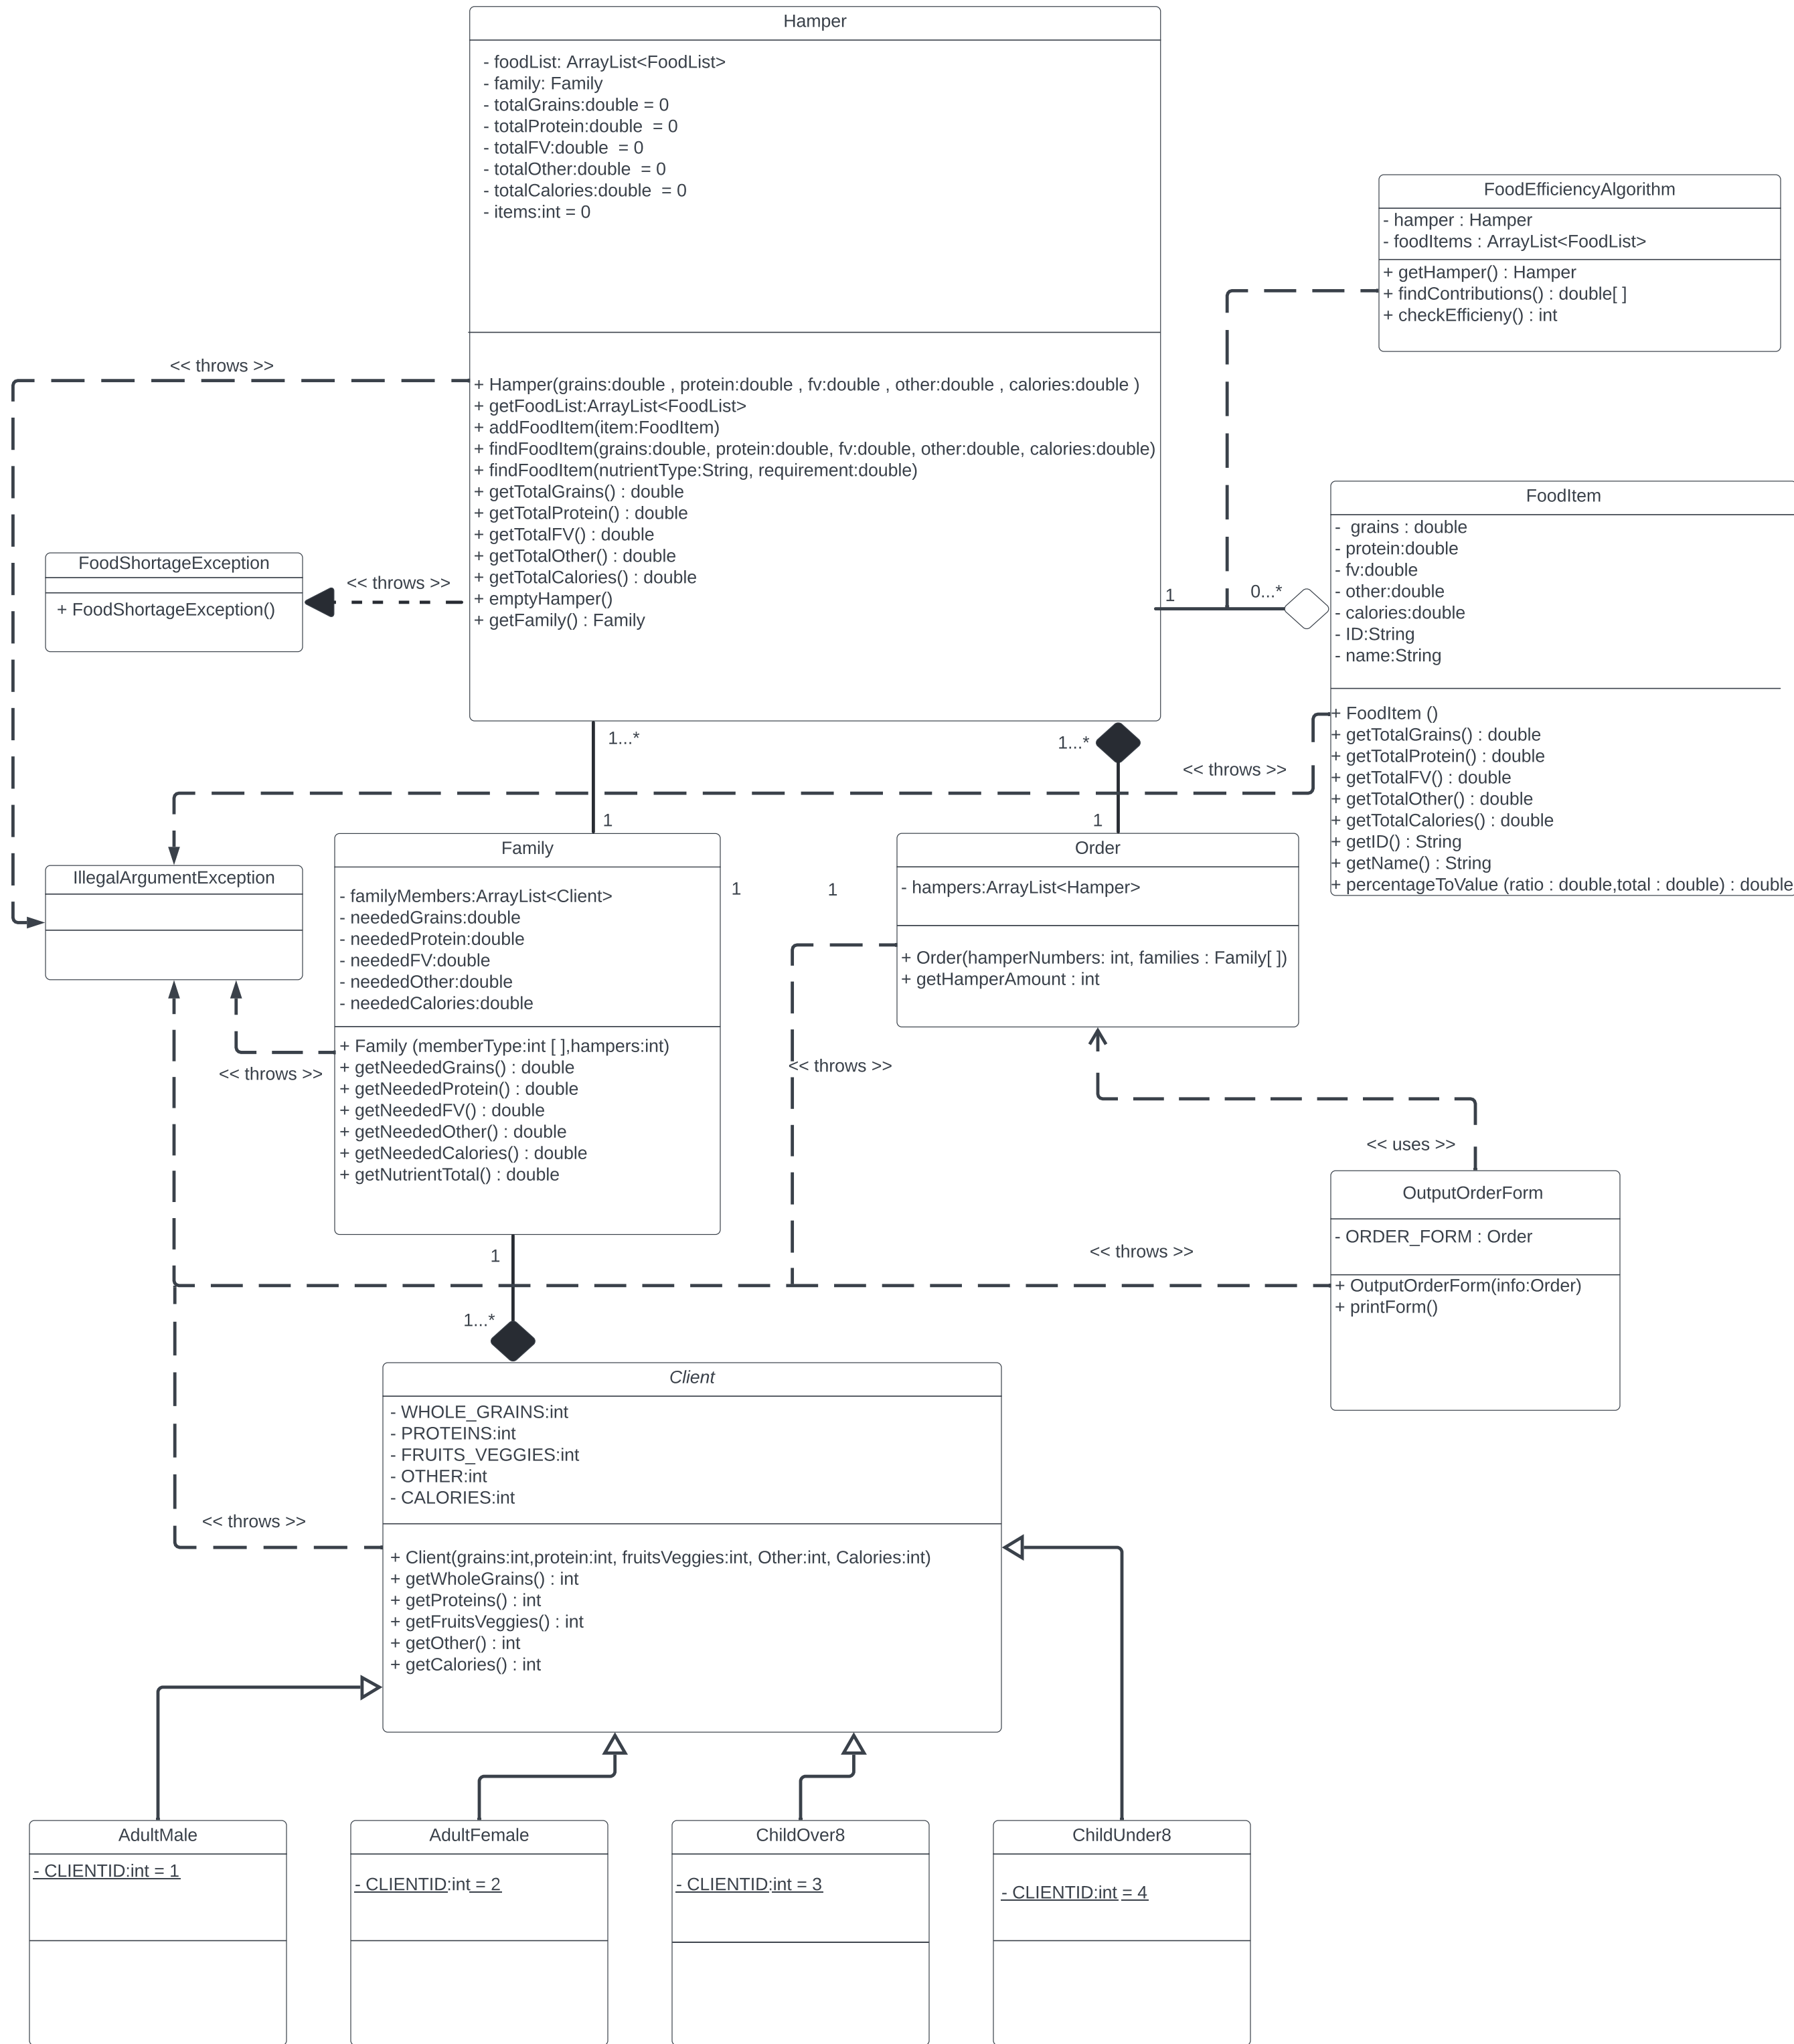 Hamper
- foodList: ArrayList<FoodList>
- family: Family
- totalGrains:double = 0
- totalProtein:double  = 0
- totalFV:double  = 0
- totalOther:double  = 0
- totalCalories:double  = 0
- items:int = 0
+ Hamper(grains:double , protein:double , fv:double , other:double , calories:double )
+ getFoodList:ArrayList<FoodList>
+ addFoodItem(item:FoodItem)
+ findFoodItem(grains:double, protein:double, fv:double, other:double, calories:double)
+ findFoodItem(nutrientType:String, requirement:double)
+ getTotalGrains() : double
+ getTotalProtein() : double
+ getTotalFV() : double
+ getTotalOther() : double
+ getTotalCalories() : double
+ emptyHamper()
+ getFamily() : Family
FoodEfficiencyAlgorithm
- hamper : Hamper
- foodItems : ArrayList<FoodList>
+ getHamper() : Hamper
+ findContributions() : double[ ]
+ checkEfficieny() : int
<< throws >>
FoodShortageException
+ FoodShortageException()
<< throws >>
1
0...*
FoodItem
-  grains : double
- protein:double
- fv:double
- other:double
- calories:double
- ID:String
- name:String
+ FoodItem ()
+ getTotalGrains() : double
+ getTotalProtein() : double
+ getTotalFV() : double
+ getTotalOther() : double
+ getTotalCalories() : double
+ getID() : String
+ getName() : String
+ percentageToValue (ratio : double,total : double) : double
1...*
1...*
<< throws >>
1
1
IllegalArgumentException
Family
- familyMembers:ArrayList<Client>
- neededGrains:double
- neededProtein:double
- neededFV:double
- neededOther:double
- neededCalories:double
+ Family (memberType:int [ ],hampers:int)
+ getNeededGrains() : double
+ getNeededProtein() : double
+ getNeededFV() : double
+ getNeededOther() : double
+ getNeededCalories() : double
+ getNutrientTotal() : double
1
1
Order
- hampers:ArrayList<Hamper>
+ Order(hamperNumbers: int, families : Family[ ])
+ getHamperAmount : int
<< throws >>
<< throws >>
<< uses >>
OutputOrderForm
- ORDER_FORM : Order
+ OutputOrderForm(info:Order)
+ printForm()
<< throws >>
1
1...*
Client
- WHOLE_GRAINS:int
- PROTEINS:int
- FRUITS_VEGGIES:int
- OTHER:int
- CALORIES:int
+ Client(grains:int,protein:int, fruitsVeggies:int, Other:int, Calories:int)
+ getWholeGrains() : int
+ getProteins() : int
+ getFruitsVeggies() : int
+ getOther() : int
+ getCalories() : int
<< throws >>
AdultMale
- CLIENTID:int = 1
AdultFemale
- CLIENTID:int = 2
ChildOver8
- CLIENTID:int = 3
ChildUnder8
- CLIENTID:int = 4